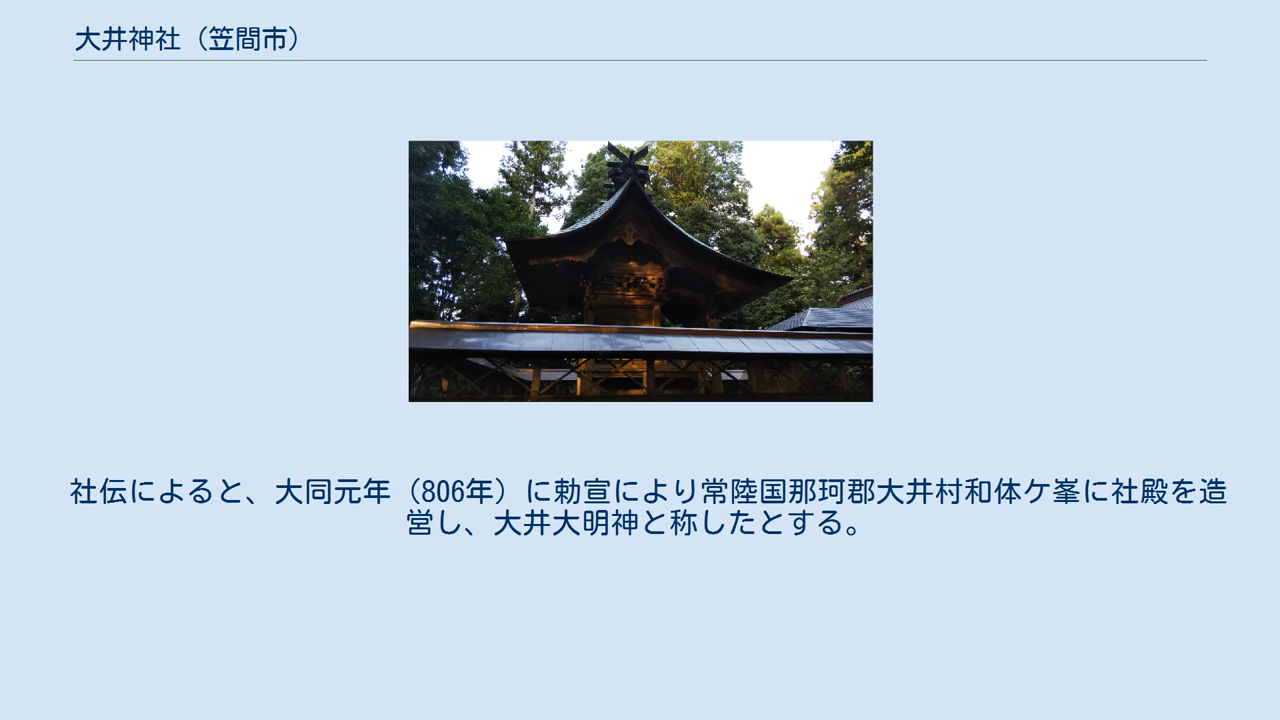 大井神社（笠間市）
社伝によると、大同元年（806年）に勅宣により常陸国那珂郡大井村和体ケ峯に社殿を造
営し、大井大明神と称したとする。